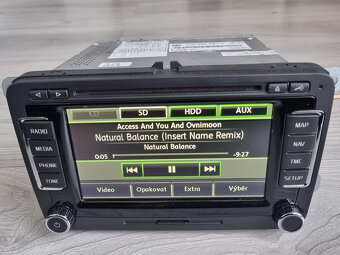 CD
SD
HDD
AUX
Access And You And Ownimoon
Natural Balance (Insert Name Remix)
Natural Balance
0:05
-9:27
Video
Opakovat
Extra
Výběr
RADIO
MEDIA
PHONE
TONE
MAP
NAV
TMC
SETUP